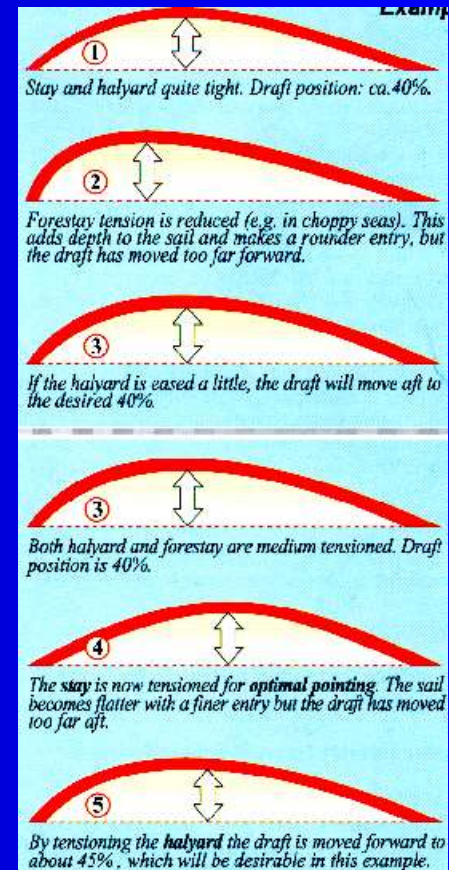 Examp
①
Stay and halyard quite tight. Draft position: ca.40%.
②
Forestay tension is reduced (e.g. in choppy seas). This
adds depth to the sail and makes a rounder entry, but
the draft has moved too far forward.
③
If the halyard is eased a little, the draft will move aft to
the desired 40%.
③
Both halyard and forestay are medium tensioned. Draft
position is 40%.
④
The stay is now tensioned for optimal pointing. The sail
becomes flatter with a finer entry but the draft has moved
too far aft.
⑤
By tensioning the halyard the draft is moved forward to
about 45% , which will be desirable in this example.